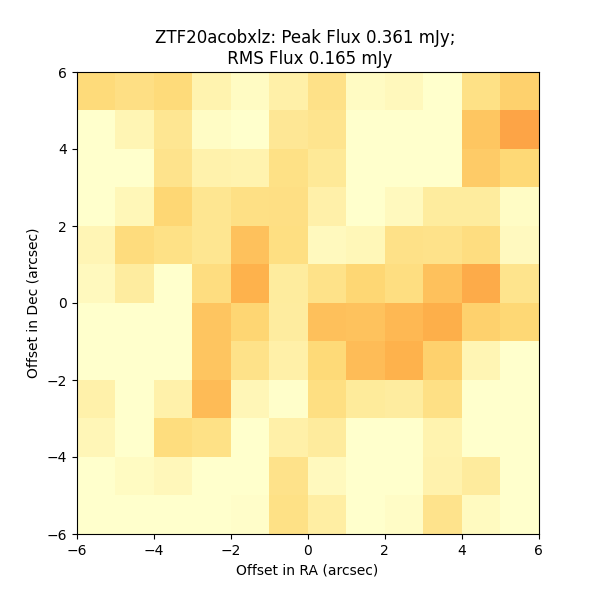 ZTF20acobxlz: Peak Flux 0.361 mJy;
RMS Flux 0.165 mJy
6
4
2
0
−2
−4
−6
Offset in Dec (arcsec)
−6 −4 −2 0 2 4 6
Offset in RA (arcsec)